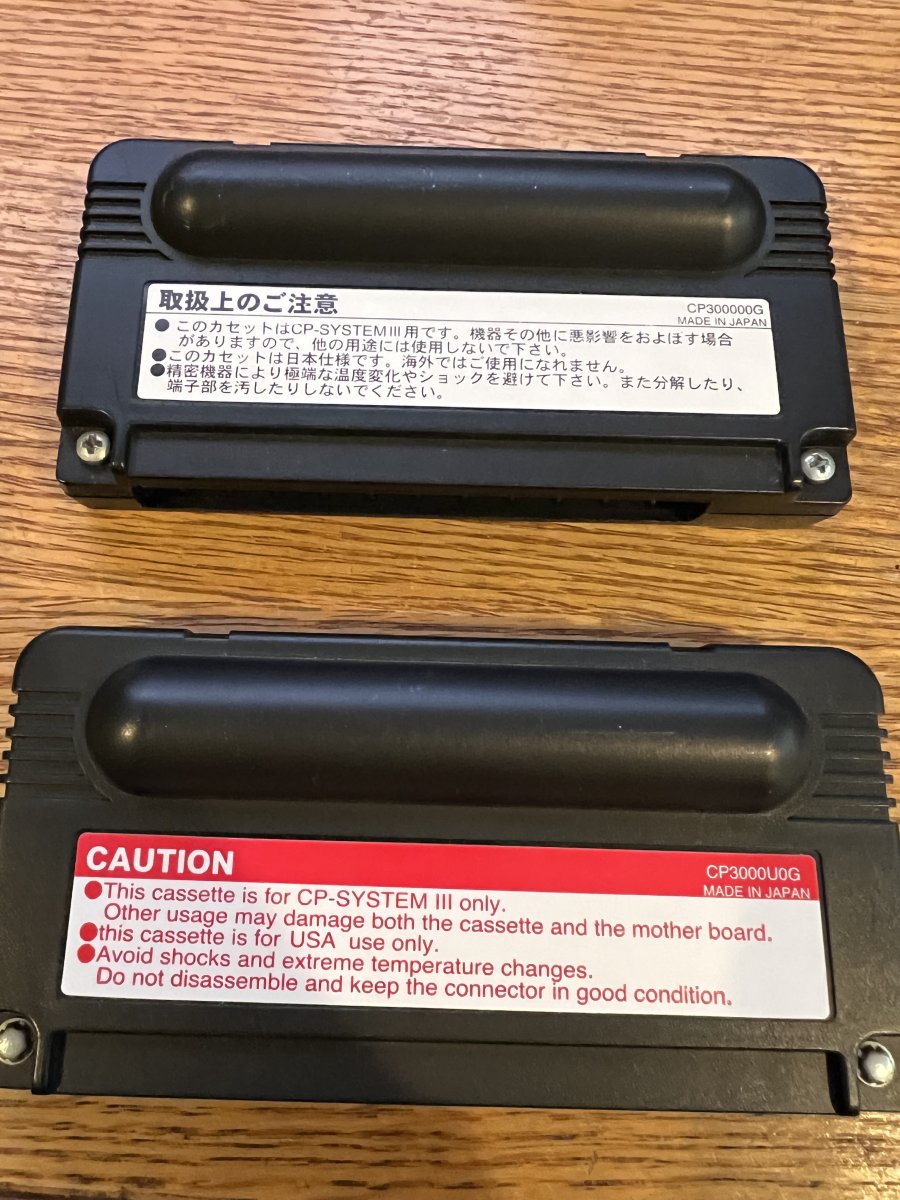 取扱上のご注意
CP300000G
MADE IN JAPAN
●このカセットはCP-SYSTEMⅢ用です。機器その他に悪影響をおよぼす場合
がありますので、他の用途には使用しないで下さい。
●このカセットは日本仕様です。海外ではご使用になれません。
●精密機器により極端な温度変化やショックを避けて下さい。また分解したり、
端子部を汚したりしないでください。
CAUTION
CP3000U0G
MADE IN JAPAN
●This cassette is for CP-SYSTEM III only.
Other usage may damage both the cassette and the mother board.
●this cassette is for USA use only.
●Avoid shocks and extreme temperature changes.
Do not disassemble and keep the connector in good condition.